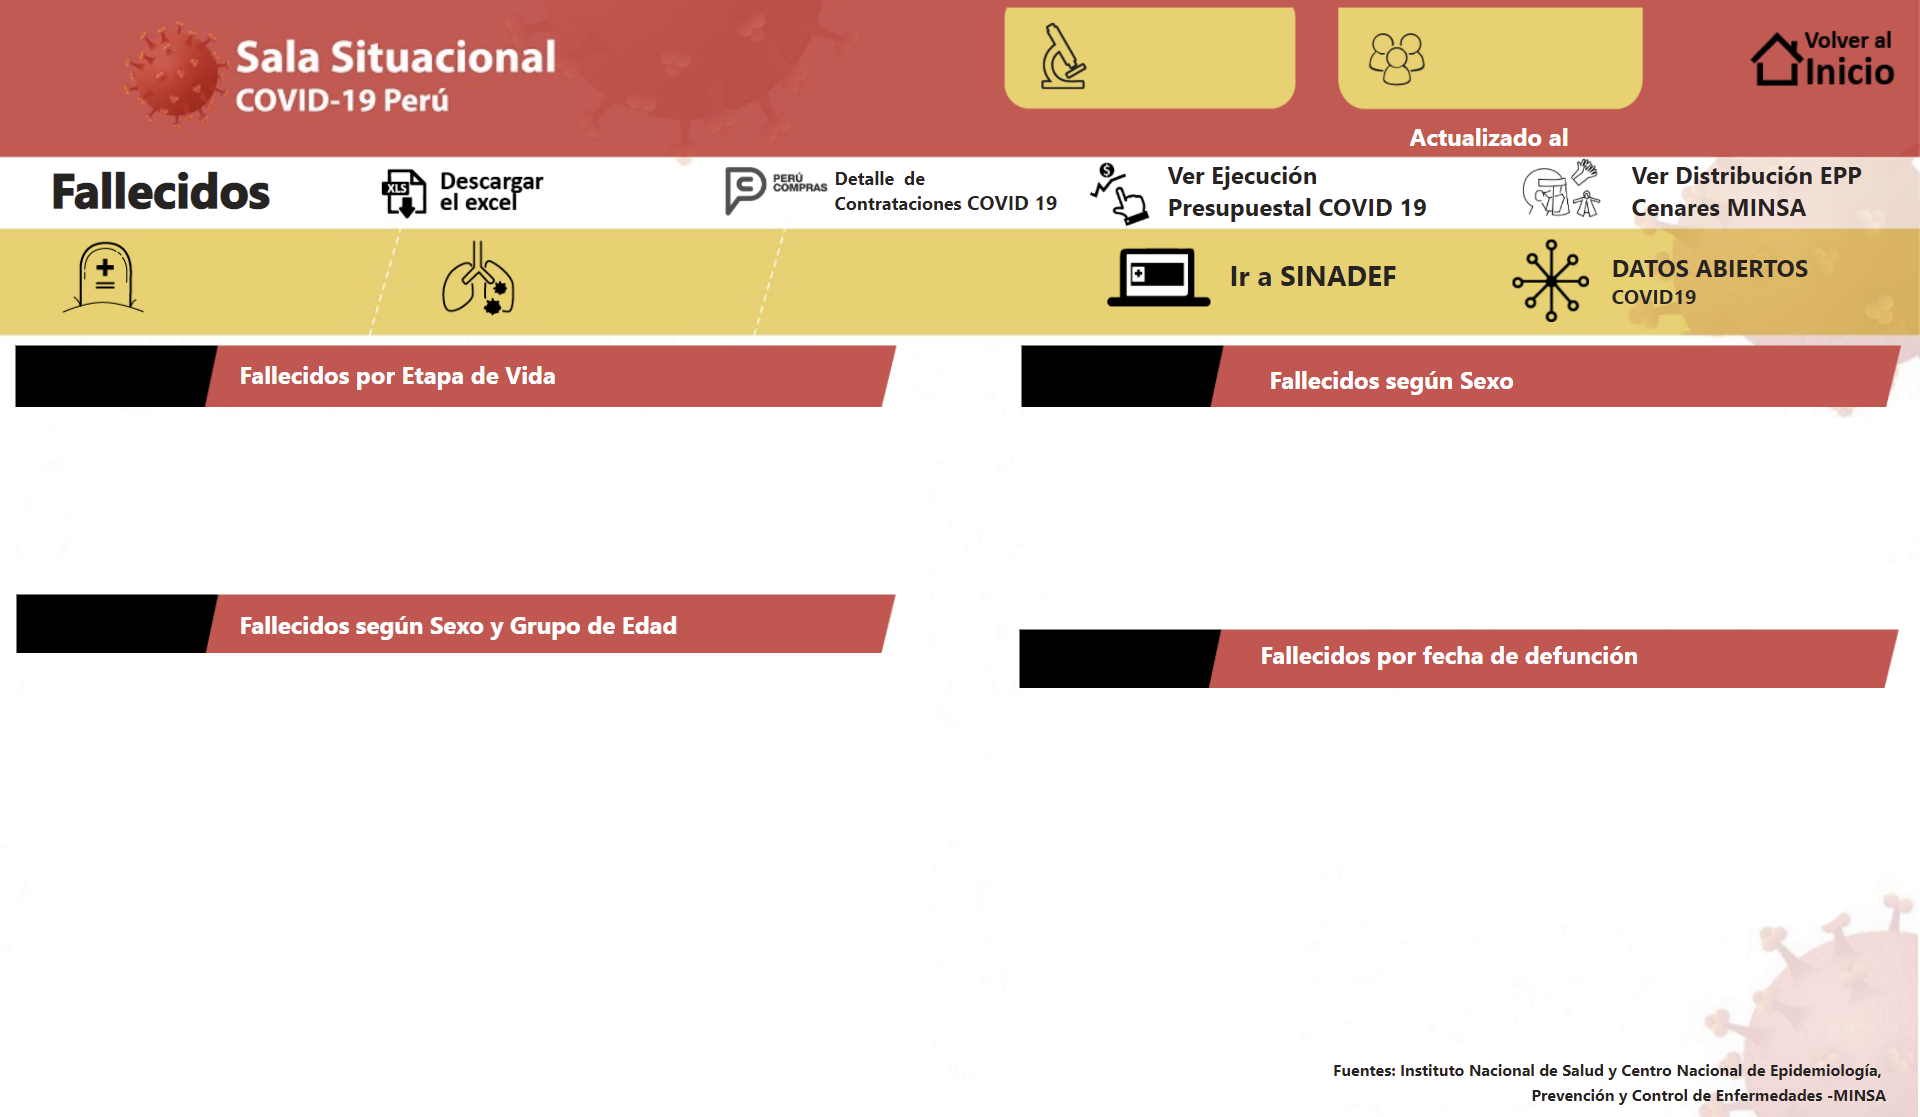 Sala Situacional
COVID-19 Perú
Volver al
Inicio
Actualizado al
Fallecidos
XLS
Descargar
el excel
PERÚ
COMPRAS
Detalle de
Contrataciones COVID 19
$
Ver Ejecución
Presupuestal COVID 19
Ver Distribución EPP
Cenares MINSA
Ir a SINADEF
DATOS ABIERTOS
COVID19
Fallecidos por Etapa de Vida
Fallecidos según Sexo
Fallecidos según Sexo y Grupo de Edad
Fallecidos por fecha de defunción
Fuentes: Instituto Nacional de Salud y Centro Nacional de Epidemiología,
Prevención y Control de Enfermedades -MINSA